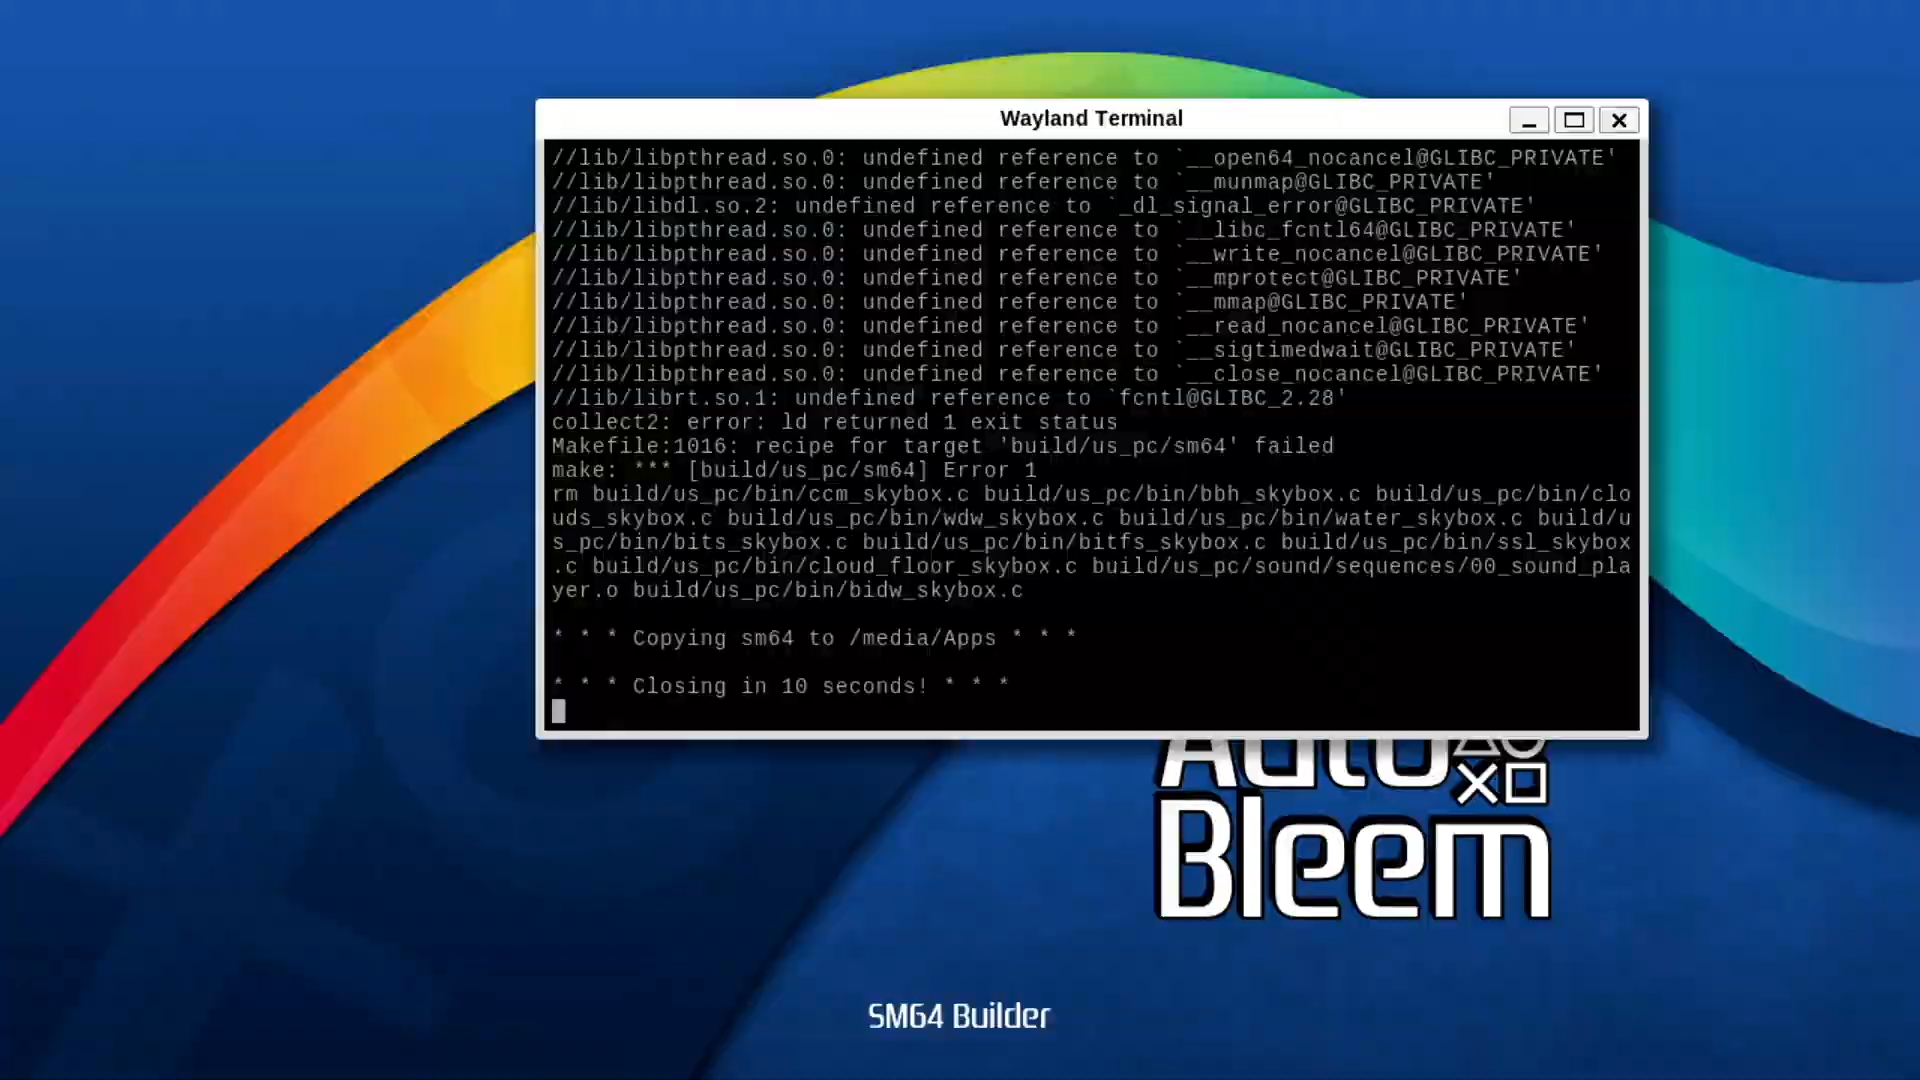 Wayland Terminal
//lib/libpthread.so.0: undefined reference to `__open64_nocancel@GLIBC_PRIVATE'
//lib/libpthread.so.0: undefined reference to `__munmap@GLIBC_PRIVATE'
//lib/libdl.so.2: undefined reference to `_dl_signal_error@GLIBC_PRIVATE'
//lib/libpthread.so.0: undefined reference to `__libc_fcntl64@GLIBC_PRIVATE'
//lib/libpthread.so.0: undefined reference to `__write_nocancel@GLIBC_PRIVATE'
//lib/libpthread.so.0: undefined reference to `__mprotect@GLIBC_PRIVATE'
//lib/libpthread.so.0: undefined reference to `__mmap@GLIBC_PRIVATE'
//lib/libpthread.so.0: undefined reference to `__read_nocancel@GLIBC_PRIVATE'
//lib/libpthread.so.0: undefined reference to `__sigtimedwait@GLIBC_PRIVATE'
//lib/libpthread.so.0: undefined reference to `__close_nocancel@GLIBC_PRIVATE'
//lib/librt.so.1: undefined reference to `fcntl@GLIBC_2.28'
collect2: error: ld returned 1 exit status
Makefile:1016: recipe for target 'build/us_pc/sm64' failed
make: *** [build/us_pc/sm64] Error 1
rm build/us_pc/bin/ccm_skybox.c build/us_pc/bin/bbh_skybox.c build/us_pc/bin/clo
uds_skybox.c build/us_pc/bin/wdw_skybox.c build/us_pc/bin/water_skybox.c build/u
s_pc/bin/bits_skybox.c build/us_pc/bin/bitfs_skybox.c build/us_pc/bin/ssl_skybox
.c build/us_pc/bin/cloud_floor_skybox.c build/us_pc/sound/sequences/00_sound_pla
yer.o build/us_pc/bin/bidw_skybox.c
* * * Copying sm64 to /media/Apps * * *
* * * Closing in 10 seconds! * * *
Auto
Bleem
SM64 Builder